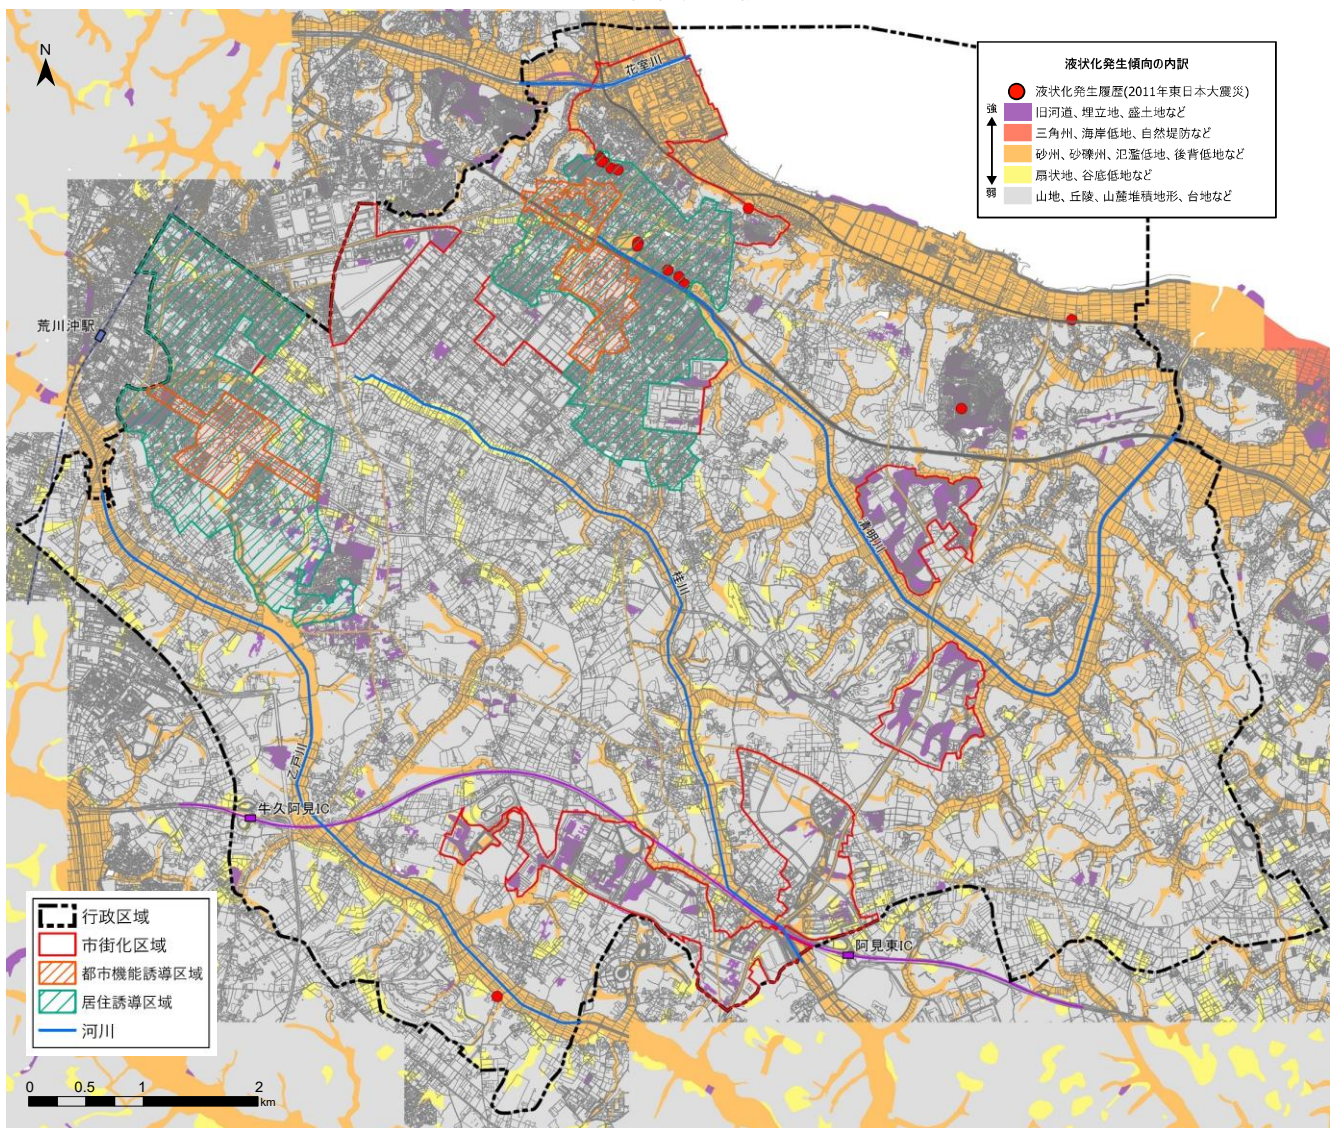 N
花室川
液状化発生傾向の内訳
液状化発生履歴(2011年東日本大震災)
強
旧河道、埋立地、盛土地など
三角州、海岸低地、自然堤防など
砂州、砂礫州、氾濫低地、後背低地など
扇状地、谷底低地など
弱
山地、丘陵、山麓堆積地形、台地など
荒川沖駅
清明川
桂川
乙戸川
牛久阿見IC
阿見東IC
行政区域
市街化区域
都市機能誘導区域
居住誘導区域
河川
0 0.5 1 2
km